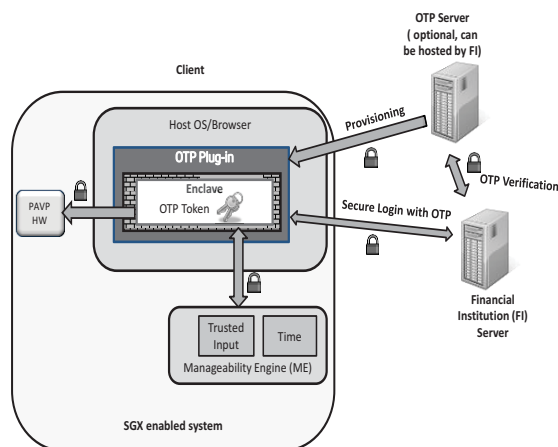 OTP Server
( optional, can
be hosted by FI)
Client
Host OS/Browser
Provisioning
OTP Plug-in
Enclave
OTP Token
PAVP
HW
OTP Verification
Secure Login with OTP
Financial
Institution (FI)
Server
Trusted
Input
Time
Manageability Engine (ME)
SGX enabled system